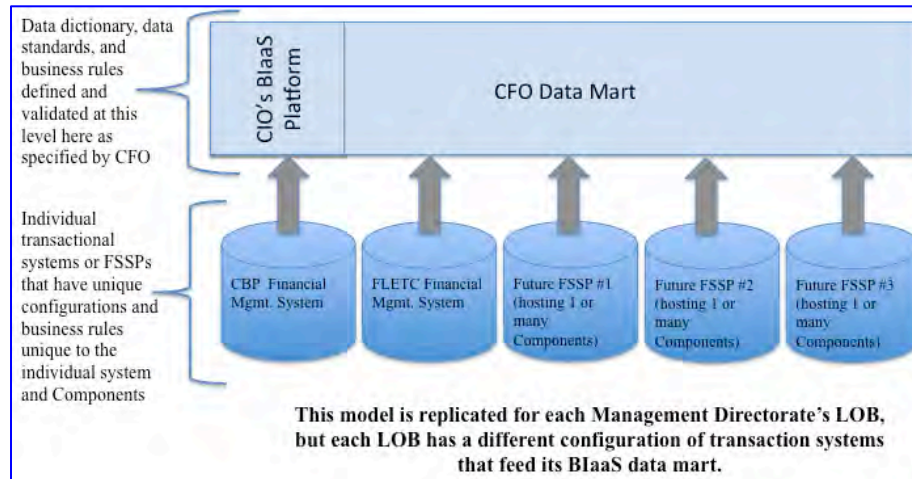 Data dictionary, data
standards, and
business rules
defined and
validated at this
level here as
specified by CFO
CIO's BIaaS
Platform
CFO Data Mart
Individual
transactional
systems or FSSPs
that have unique
configurations and
business rules
unique to the
individual system
and Components
CBP Financial
Mgmt. System
FLETC Financial
Mgmt. System
Future FSSP #1
(hosting 1 or
many
Components)
Future FSSP #2
(hosting 1 or
many
Components)
Future FSSP #3
(hosting 1 or
many
Components)
This model is replicated for each Management Directorate's LOB,
but each LOB has a different configuration of transaction systems
that feed its BIaaS data mart.